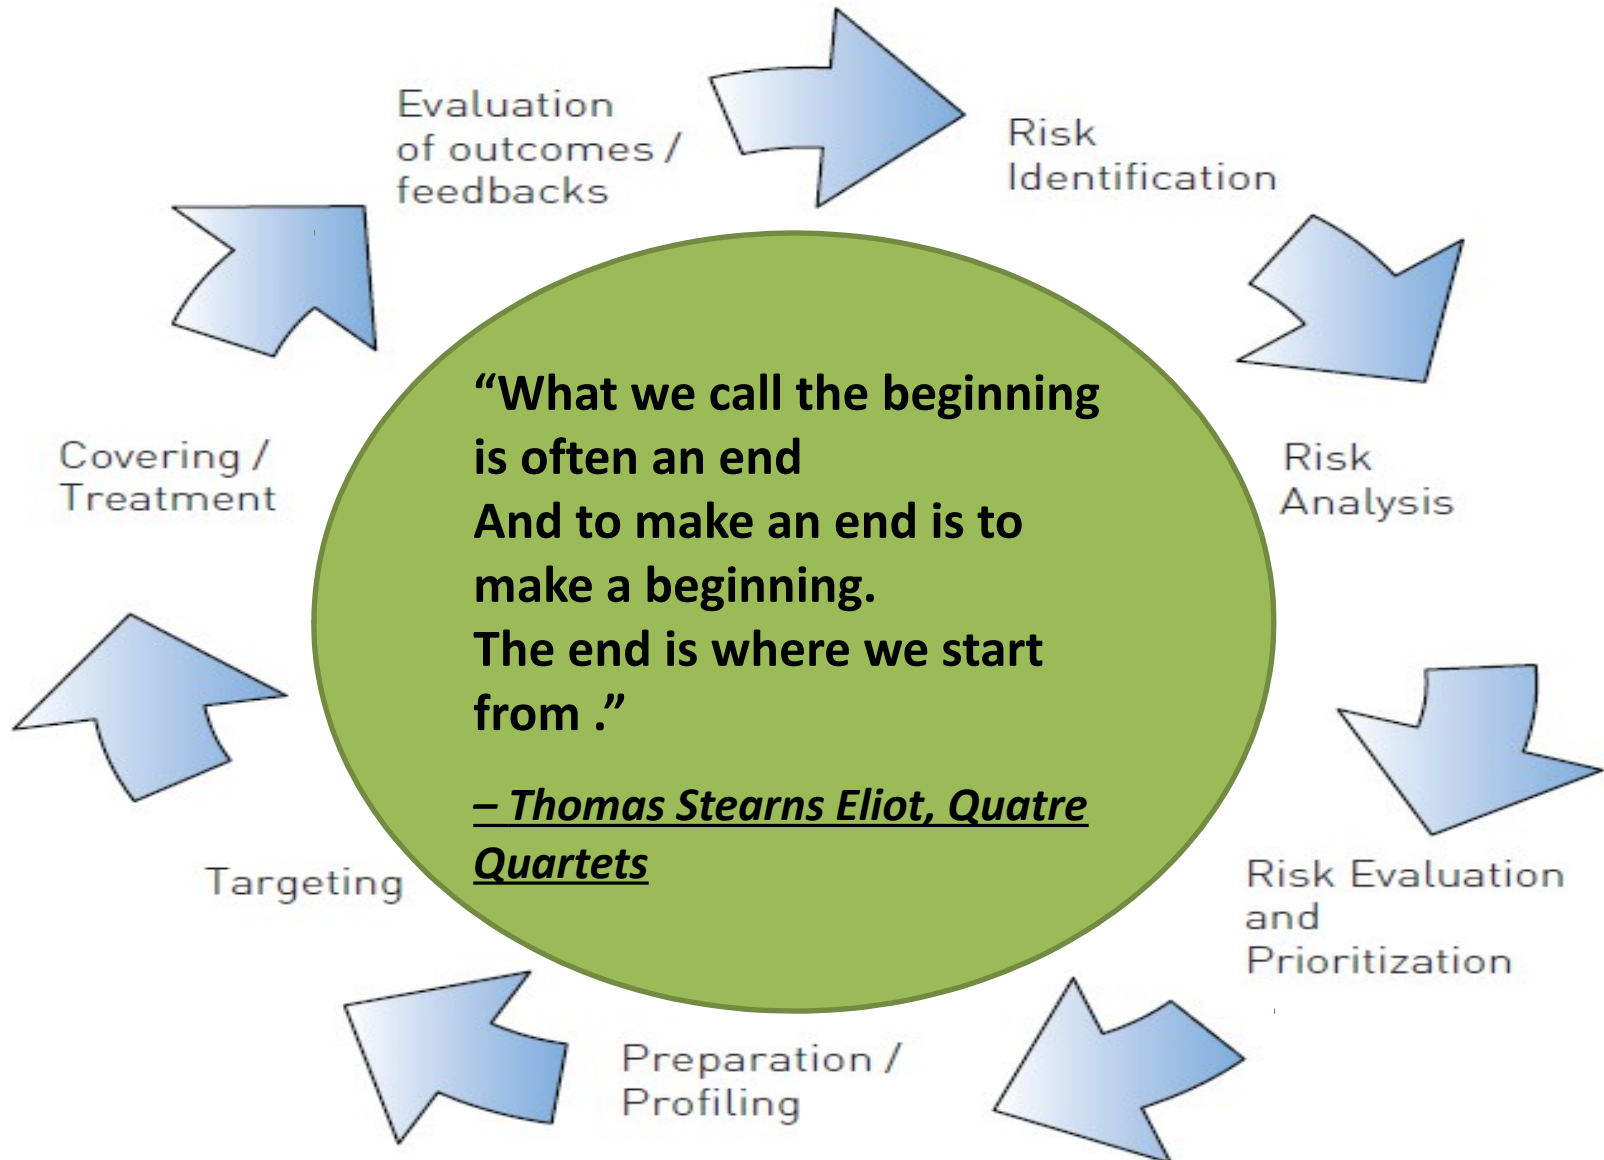 Evaluation
of outcomes /
feedbacks
Risk
Identification
Risk
Analysis
Risk Evaluation
and
Prioritization
Preparation /
Profiling
Targeting
Covering /
Treatment
“What we call the beginning
is often an end
And to make an end is to
make a beginning.
The end is where we start
from .”
– Thomas Stearns Eliot, Quatre
Quartets